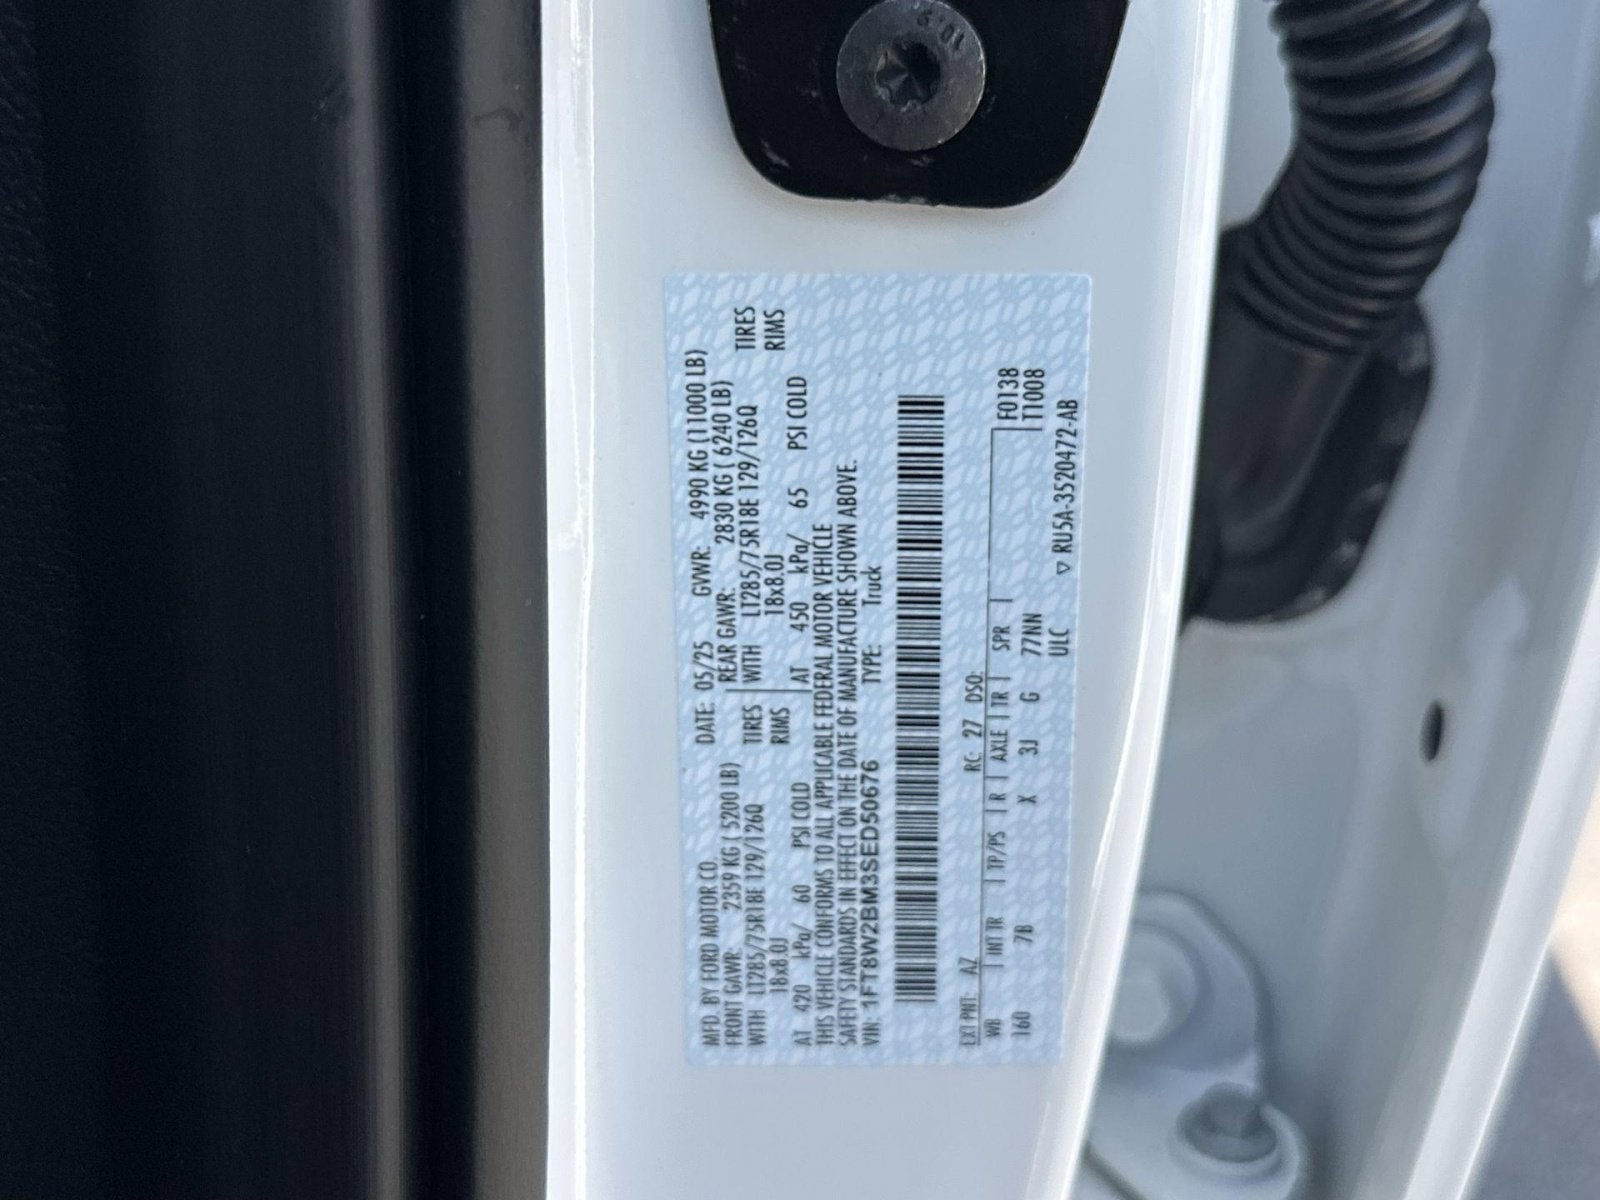 10.9
MFD. BY FORD MOTOR CO. DATE: 05/25 GVWR: 4990 KG (11000 LB)
FRONT GAWR: 2359 KG ( 5200 LB) REAR GAWR: 2830 KG ( 6240 LB)
WITH LT285/75R18E 129/126Q TIRES WITH LT285/75R18E 129/126Q TIRES
18x8.0J RIMS 18x8.0J RIMS
AT 420 kPa/ 60 PSI COLD AT 450 kPa/ 65 PSI COLD
THIS VEHICLE CONFORMS TO ALL APPLICABLE FEDERAL MOTOR VEHICLE
SAFETY STANDARDS IN EFFECT ON THE DATE OF MANUFACTURE SHOWN ABOVE.
VIN: 1FT8W2BM3SED50676 TYPE: Truck
EXT PNT: AZ RC: 27 DSO:
WB INT TR TP/PS R AXLE TR SPR F0138
160 7B X 3J G 77NN T1008
ULC ▽ RU5A-3520472-AB